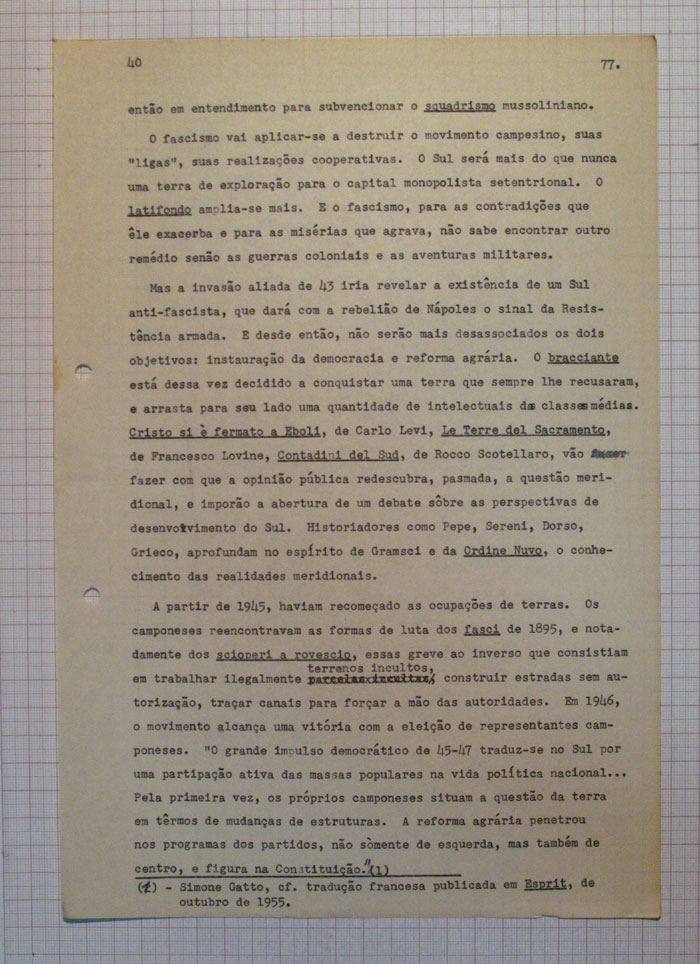 40 77.
então em entendimento para subvencionar o squadrismo mussoliniano.
O fascismo vai aplicar-se a destruir o movimento campesino, suas
"ligas", suas realizações cooperativas. O Sul será mais do que nunca
uma terra de exploração para o capital monopolista setentrional. O
latifondo amplia-se mais. E o fascismo, para as contradições que
êle exacerba e para as misérias que agrava, não sabe encontrar outro
remédio senão as guerras coloniais e as aventuras militares.
Mas a invasão aliada de 43 iria revelar a existência de um Sul
anti-fascista, que dará com a rebelião de Nápoles o sinal da Resis-
tência armada. E desde então, não serão mais desassociados os dois
objetivos: instauração da democracia e reforma agrária. O bracciante
está dessa vez decidido a conquistar uma terra que sempre lhe recusaram,
e arrasta para seu lado uma quantidade de intelectuais das classes médias.
Cristo si è fermato a Eboli, de Carlo Levi, Le Terre del Sacramento,
de Francesco Lovine, Contadini del Sud, de Rocco Scotellaro, vão fazer
fazer com que a opinião pública redescubra, pasmada, a questão meri-
dional, e imporão a abertura de um debate sôbre as perspectivas de
desenvolvimento do Sul. Historiadores como Pepe, Sereni, Dorso,
Grieco, aprofundam no espírito de Gramsci e da Ordine Nuvo, o conhe-
cimento das realidades meridionais.
A partir de 1945, haviam recomeçado as ocupações de terras. Os
camponeses reencontravam as formas de luta dos fasci de 1895, e nota-
damente dos scioperi a rovescio, essas greve ao inverso que consistiam
terrenos incultos,
em trabalhar ilegalmente parcelas incultas, construir estradas sem au-
torização, traçar canais para forçar a mão das autoridades. Em 1946,
o movimento alcança uma vitória com a eleição de representantes cam-
poneses. "O grande impulso democrático de 45-47 traduz-se no Sul por
uma partipação ativa das massas populares na vida política nacional...
Pela primeira vez, os próprios camponeses situam a questão da terra
em têrmos de mudanças de estruturas. A reforma agrária penetrou
nos programas dos partidos, não sòmente de esquerda, mas também de
centro, e figura na Constituição."(1)
(1) - Simone Gatto, cf. tradução francesa publicada em Esprit, de
outubro de 1955.